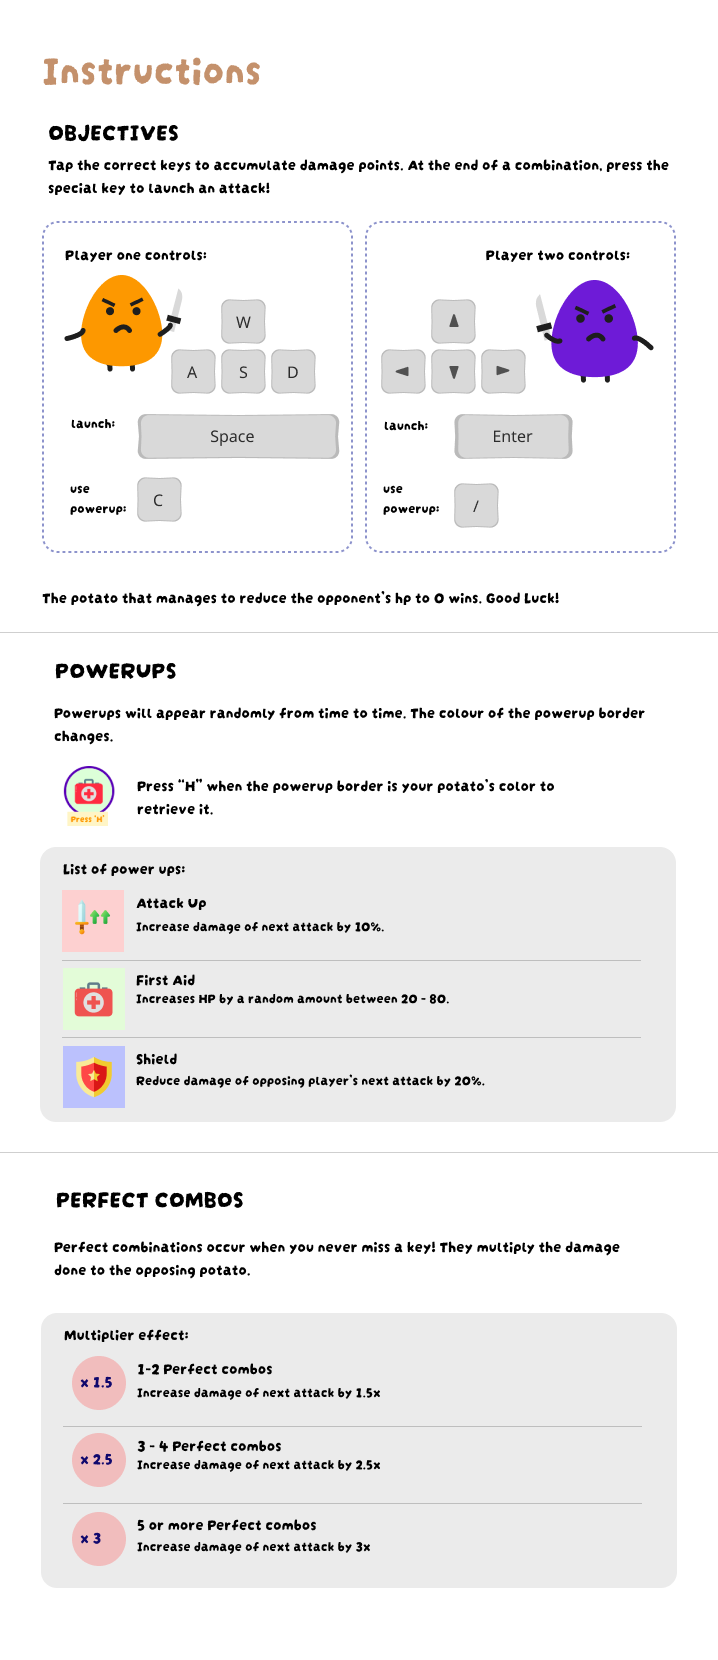 Instructions
OBJECTIVES
Tap the correct keys to accumulate damage points. At the end of a combination, press the
special key to launch an attack!
Player one controls:
W
A S D
launch:
Space
use
powerup:
C
Player two controls:
launch:
Enter
use
powerup:
/
The potato that manages to reduce the opponent's hp to 0 wins. Good Luck!
POWERUPS
Powerups will appear randomly from time to time. The colour of the powerup border
changes.
Press 'H'
Press "H" when the powerup border is your potato's color to
retrieve it.
List of power ups:
Attack Up
Increase damage of next attack by 10%.
First Aid
Increases HP by a random amount between 20 - 80.
Shield
Reduce damage of opposing player's next attack by 20%.
PERFECT COMBOS
Perfect combinations occur when you never miss a key! They multiply the damage
done to the opposing potato.
Multiplier effect:
x 1.5
1-2 Perfect combos
Increase damage of next attack by 1.5x
x 2.5
3 - 4 Perfect combos
Increase damage of next attack by 2.5x
x 3
5 or more Perfect combos
Increase damage of next attack by 3x